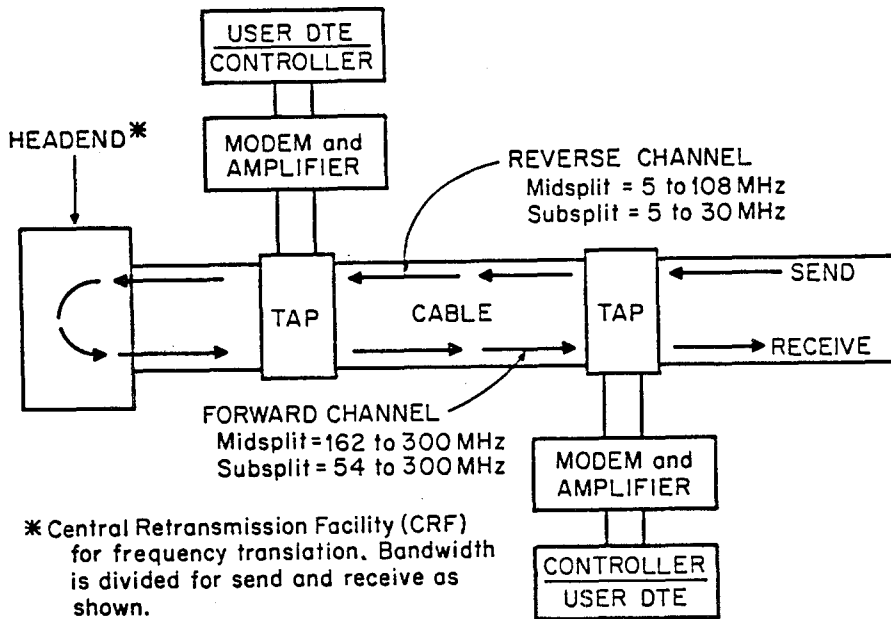 USER DTE
CONTROLLER
HEADEND*
MODEM and
AMPLIFIER
REVERSE CHANNEL
Midsplit = 5 to 108 MHz
Subsplit = 5 to 30 MHz
TAP
CABLE
TAP
SEND
RECEIVE
FORWARD CHANNEL
Midsplit = 162 to 300 MHz
Subsplit = 54 to 300 MHz
MODEM and
AMPLIFIER
CONTROLLER
USER DTE
* Central Retransmission Facility (CRF)
for frequency translation. Bandwidth
is divided for send and receive as
shown.